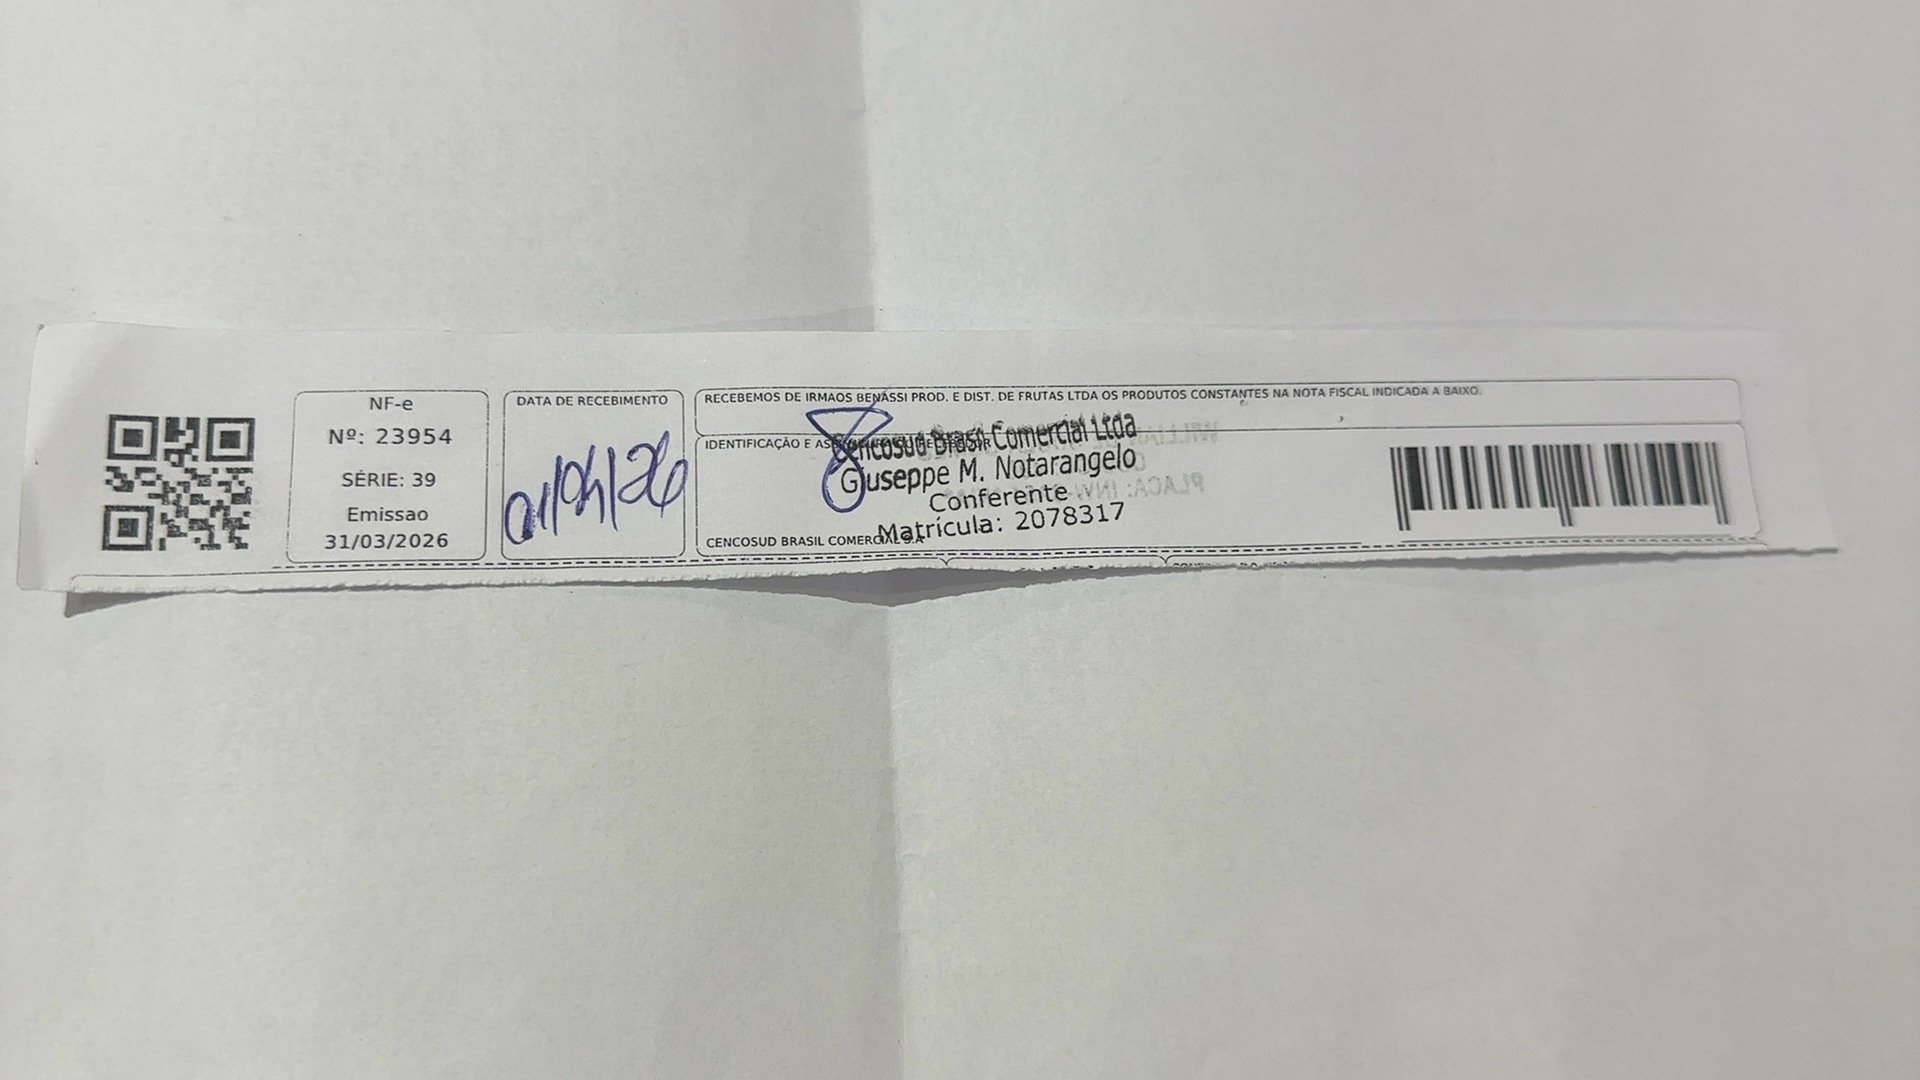 NF-e
Nº: 23954
SÉRIE: 39
Emissao
31/03/2026
DATA DE RECEBIMENTO
01/04/26
RECEBEMOS DE IRMAOS BENASSI PROD. E DIST. DE FRUTAS LTDA OS PRODUTOS CONSTANTES NA NOTA FISCAL INDICADA A BAIXO.
IDENTIFICAÇÃO E
Cencosud Brasil Comercial Ltda
Giuseppe M. Notarangelo
Conferente
Matrícula: 2078317
CENCOSUD BRASIL COMERCIAL S.A